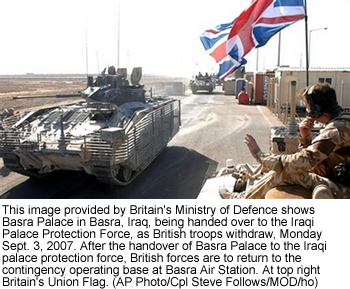 This image provided by Britain's Ministry of Defence shows
Basra Palace in Basra, Iraq, being handed over to the Iraqi
Palace Protection Force, as British troops withdraw, Monday
Sept. 3, 2007. After the handover of Basra Palace to the Iraqi
palace protection force, British forces are to return to the
contingency operating base at Basra Air Station. At top right
Britain's Union Flag. (AP Photo/Cpl Steve Follows/MOD/ho)